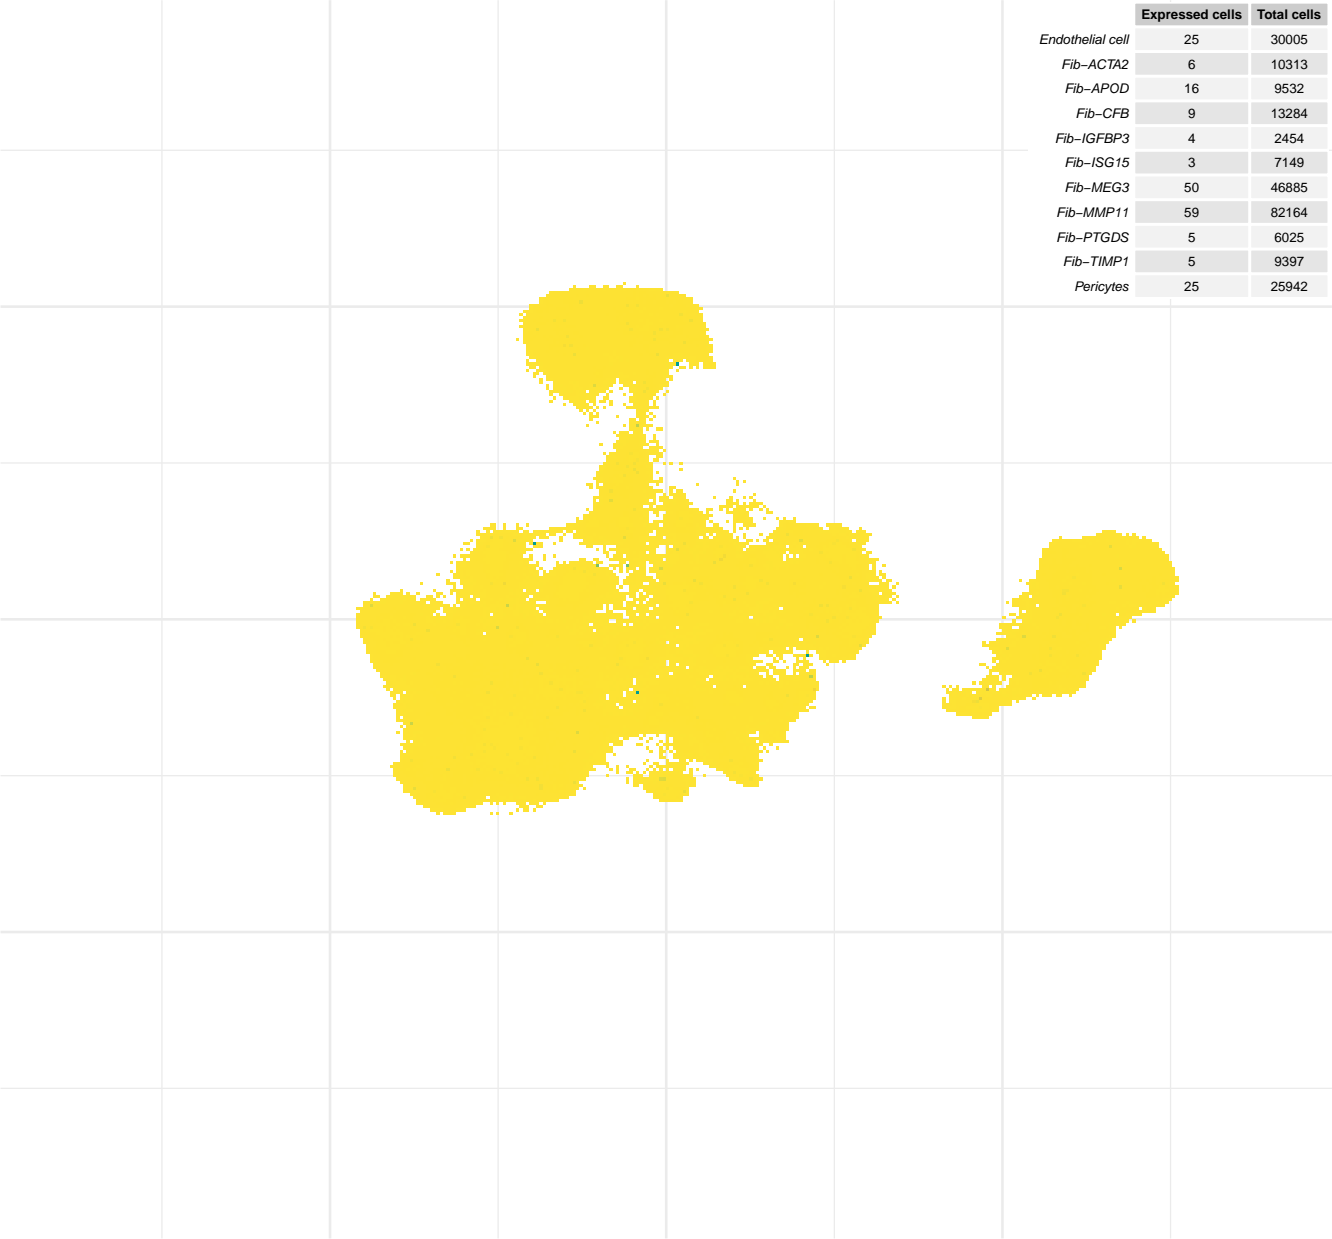 Expressed cells Total cells
Endothelial cell 25 30005
Fib−ACTA2 6 10313
Fib−APOD 16 9532
Fib−CFB 9 13284
Fib−IGFBP3 4 2454
Fib−ISG15 3 7149
Fib−MEG3 50 46885
Fib−MMP11 59 82164
Fib−PTGDS 5 6025
Fib−TIMP1 5 9397
Pericytes 25 25942